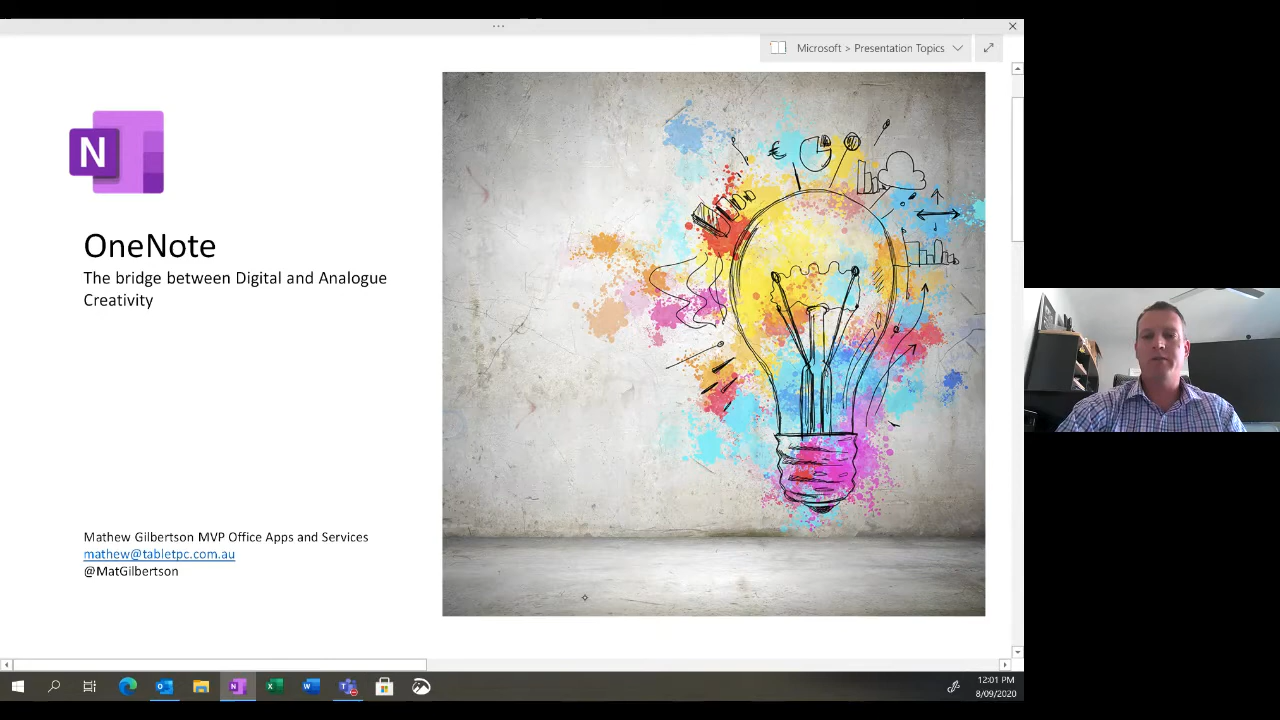 Microsoft > Presentation Topics
N
OneNote
The bridge between Digital and Analogue
Creativity
€
Mathew Gilbertson MVP Office Apps and Services
mathew@tabletpc.com.au
@MatGilbertson
12:01 PM
8/09/2020